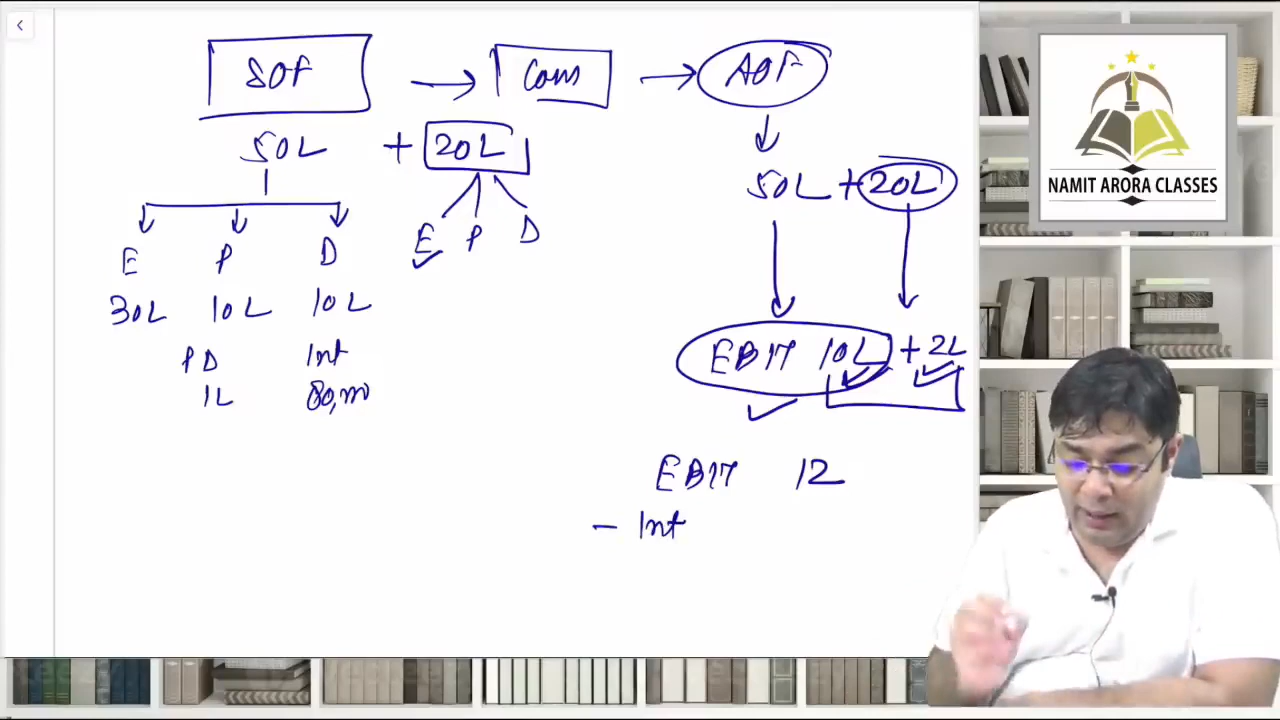 SOF → Com → AOF
50L + 20L
50L + 20L
E P D
E P D
30L 10L 10L
PD Int
1L 80,000
EBIT 10L + 2L
EBIT 12
- Int
NAMIT ARORA CLASSES